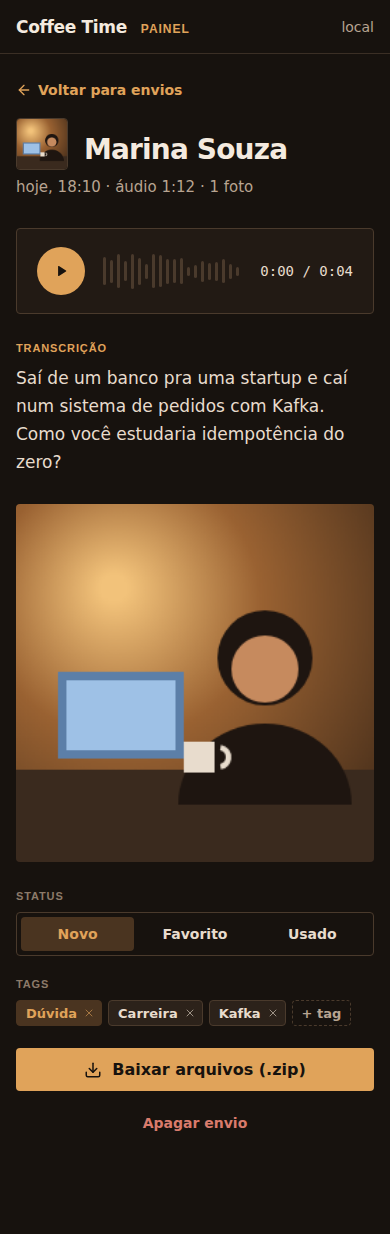 Coffee Time PAINEL local
Voltar para envios
Marina Souza
hoje, 18:10 · áudio 1:12 · 1 foto
0:00 / 0:04
TRANSCRIÇÃO
Saí de um banco pra uma startup e caí
num sistema de pedidos com Kafka.
Como você estudaria idempotência do
zero?
STATUS
Novo Favorito Usado
TAGS
Dúvida × Carreira × Kafka × + tag
Baixar arquivos (.zip)
Apagar envio